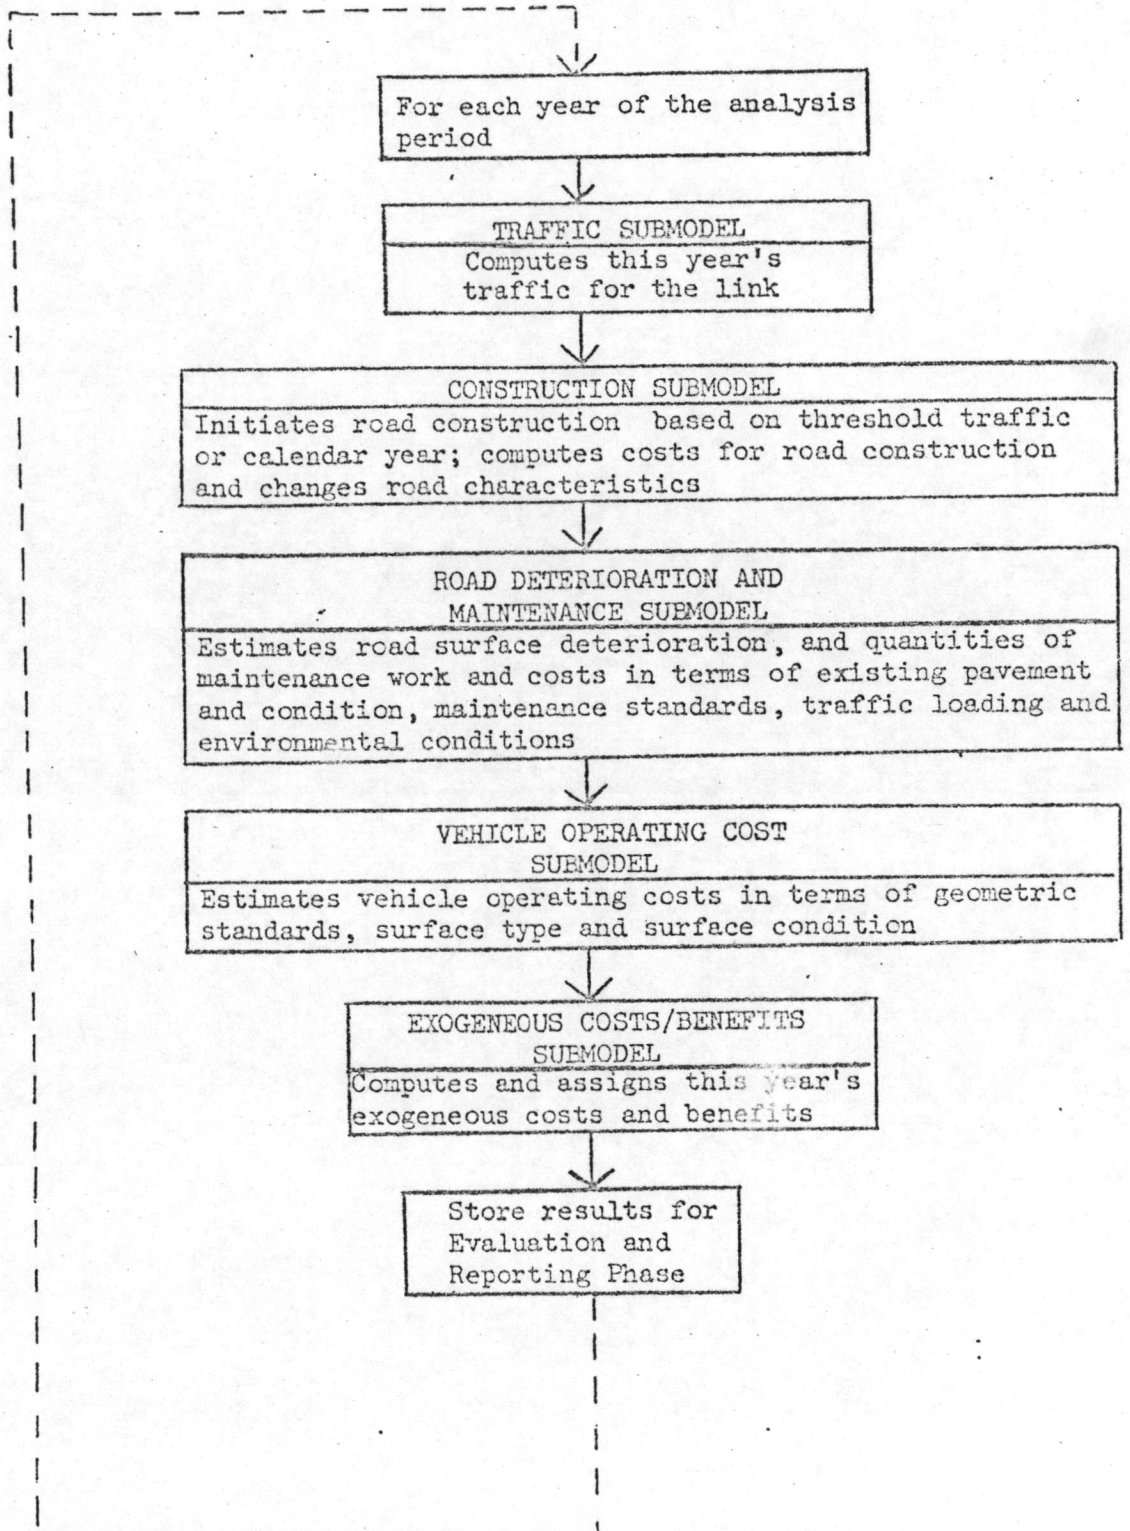 For each year of the analysis
period
TRAFFIC SUBMODEL
Computes this year's
traffic for the link
CONSTRUCTION SUBMODEL
Initiates road construction based on threshold traffic
or calendar year; computes costs for road construction
and changes road characteristics
ROAD DETERIORATION AND
MAINTENANCE SUBMODEL
Estimates road surface deterioration, and quantities of
maintenance work and costs in terms of existing pavement
and condition, maintenance standards, traffic loading and
environmental conditions
VEHICLE OPERATING COST
SUBMODEL
Estimates vehicle operating costs in terms of geometric
standards, surface type and surface condition
EXOGENEOUS COSTS/BENEFITS
SUBMODEL
Computes and assigns this year's
exogeneous costs and benefits
Store results for
Evaluation and
Reporting Phase